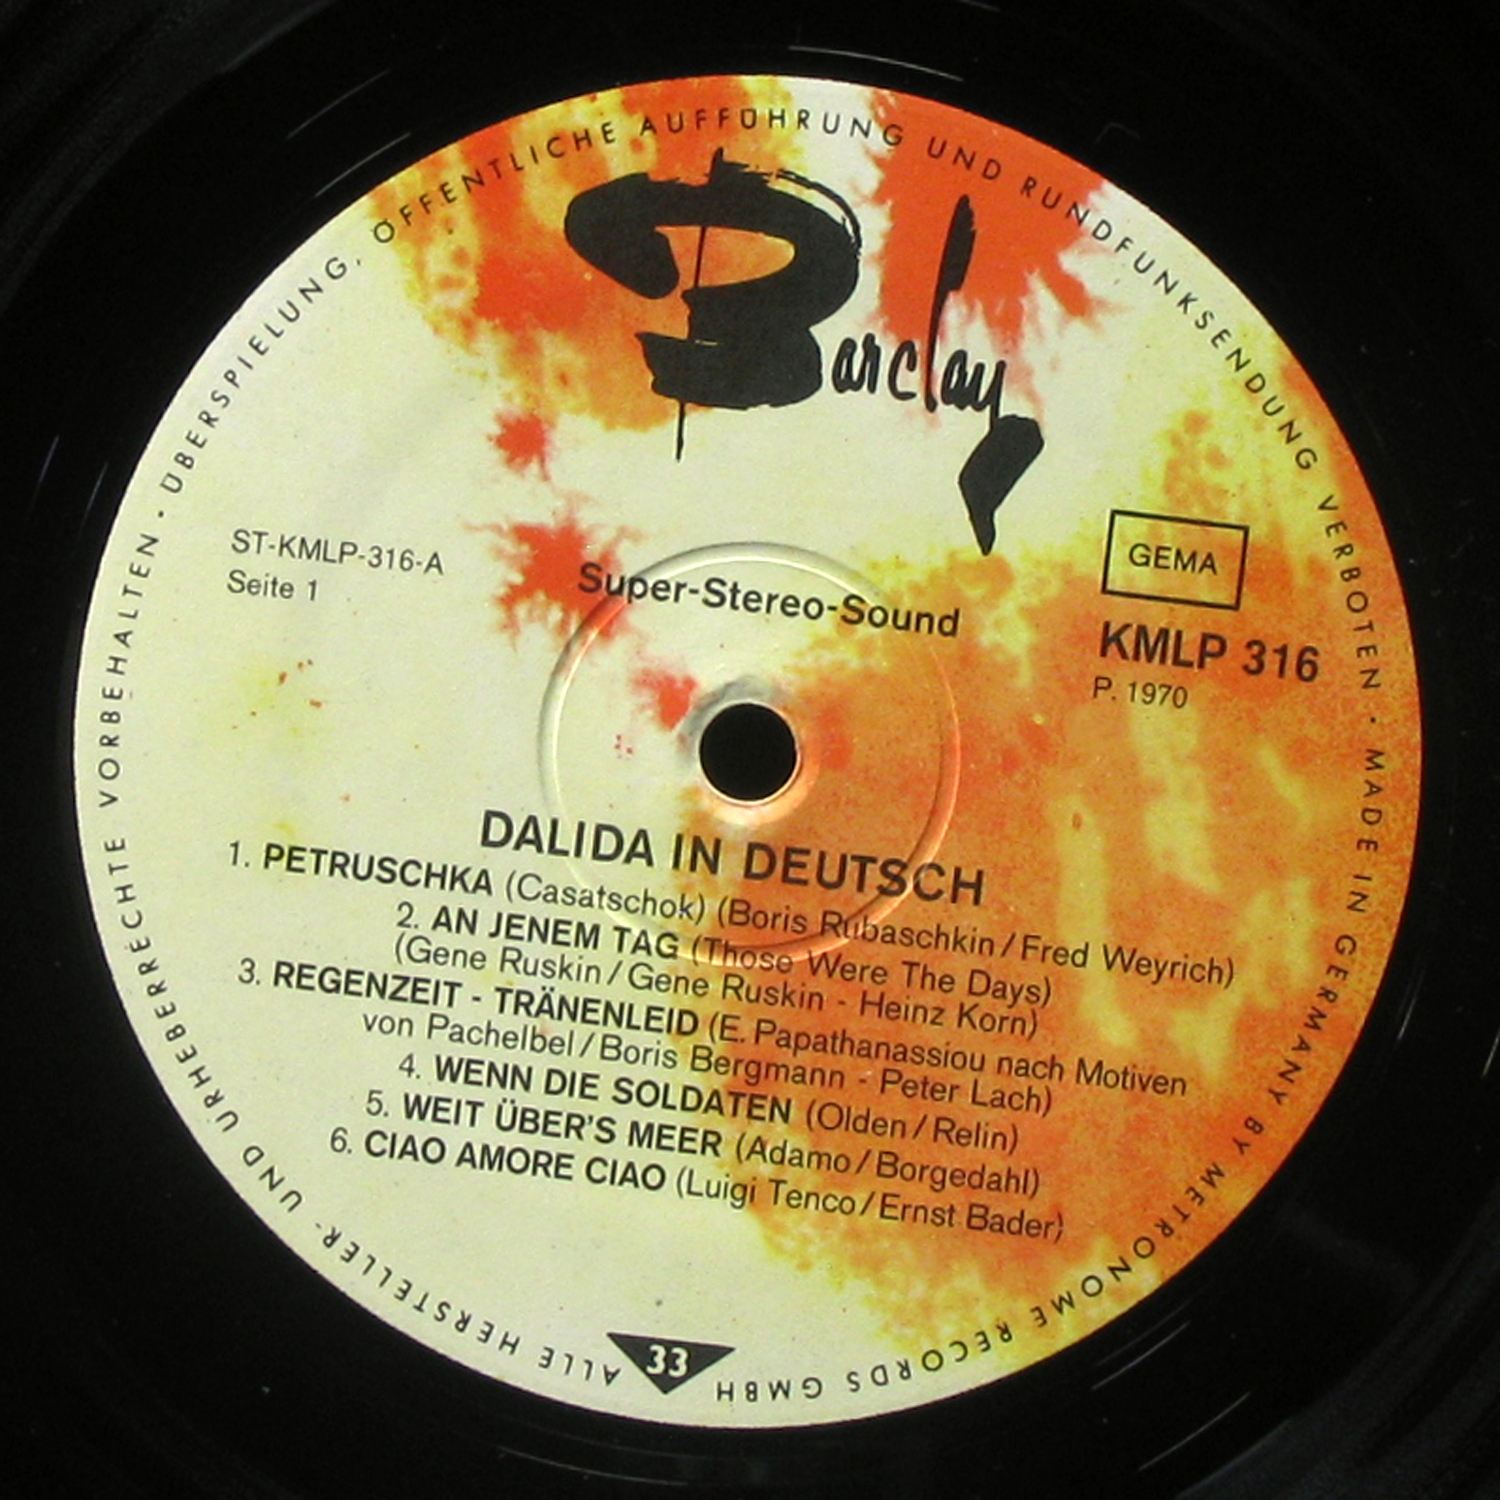 ALLE HERSTELLER- UND URHEBERRECHTE VORBEHALTEN · ÜBERSPIELUNG, ÖFFENTLICHE AUFFÜHRUNG UND RUNDFUNKSENDUNG VERBOTEN · MADE IN GERMANY BY METRONOME RECORDS GMBH
Barclay
ST-KMLP-316-A
Seite 1
Super-Stereo-Sound
GEMA
KMLP 316
P. 1970
DALIDA IN DEUTSCH
1. PETRUSCHKA (Casatschok) (Boris Rubaschkin/Fred Weyrich)
2. AN JENEM TAG (Those Were The Days)
(Gene Ruskin/Gene Ruskin - Heinz Korn)
3. REGENZEIT - TRÄNENLEID (E. Papathanassiou nach Motiven
von Pachelbel/Boris Bergmann - Peter Lach)
4. WENN DIE SOLDATEN (Olden/Relin)
5. WEIT ÜBER'S MEER (Adamo/Borgedahl)
6. CIAO AMORE CIAO (Luigi Tenco/Ernst Bader)
33